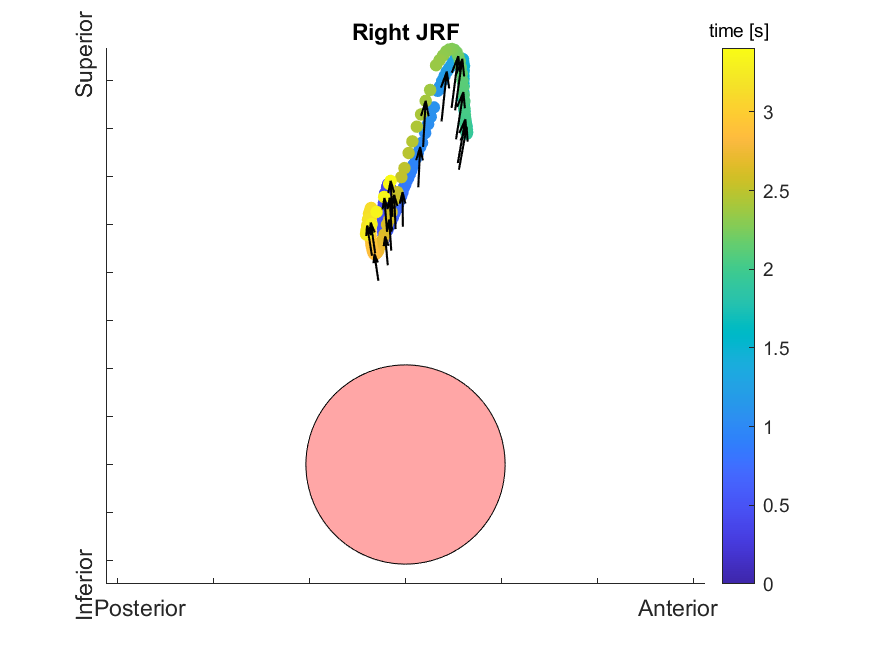 Right JRF
time [s]
Superior
Inferior
Posterior
Anterior
3
2.5
2
1.5
1
0.5
0